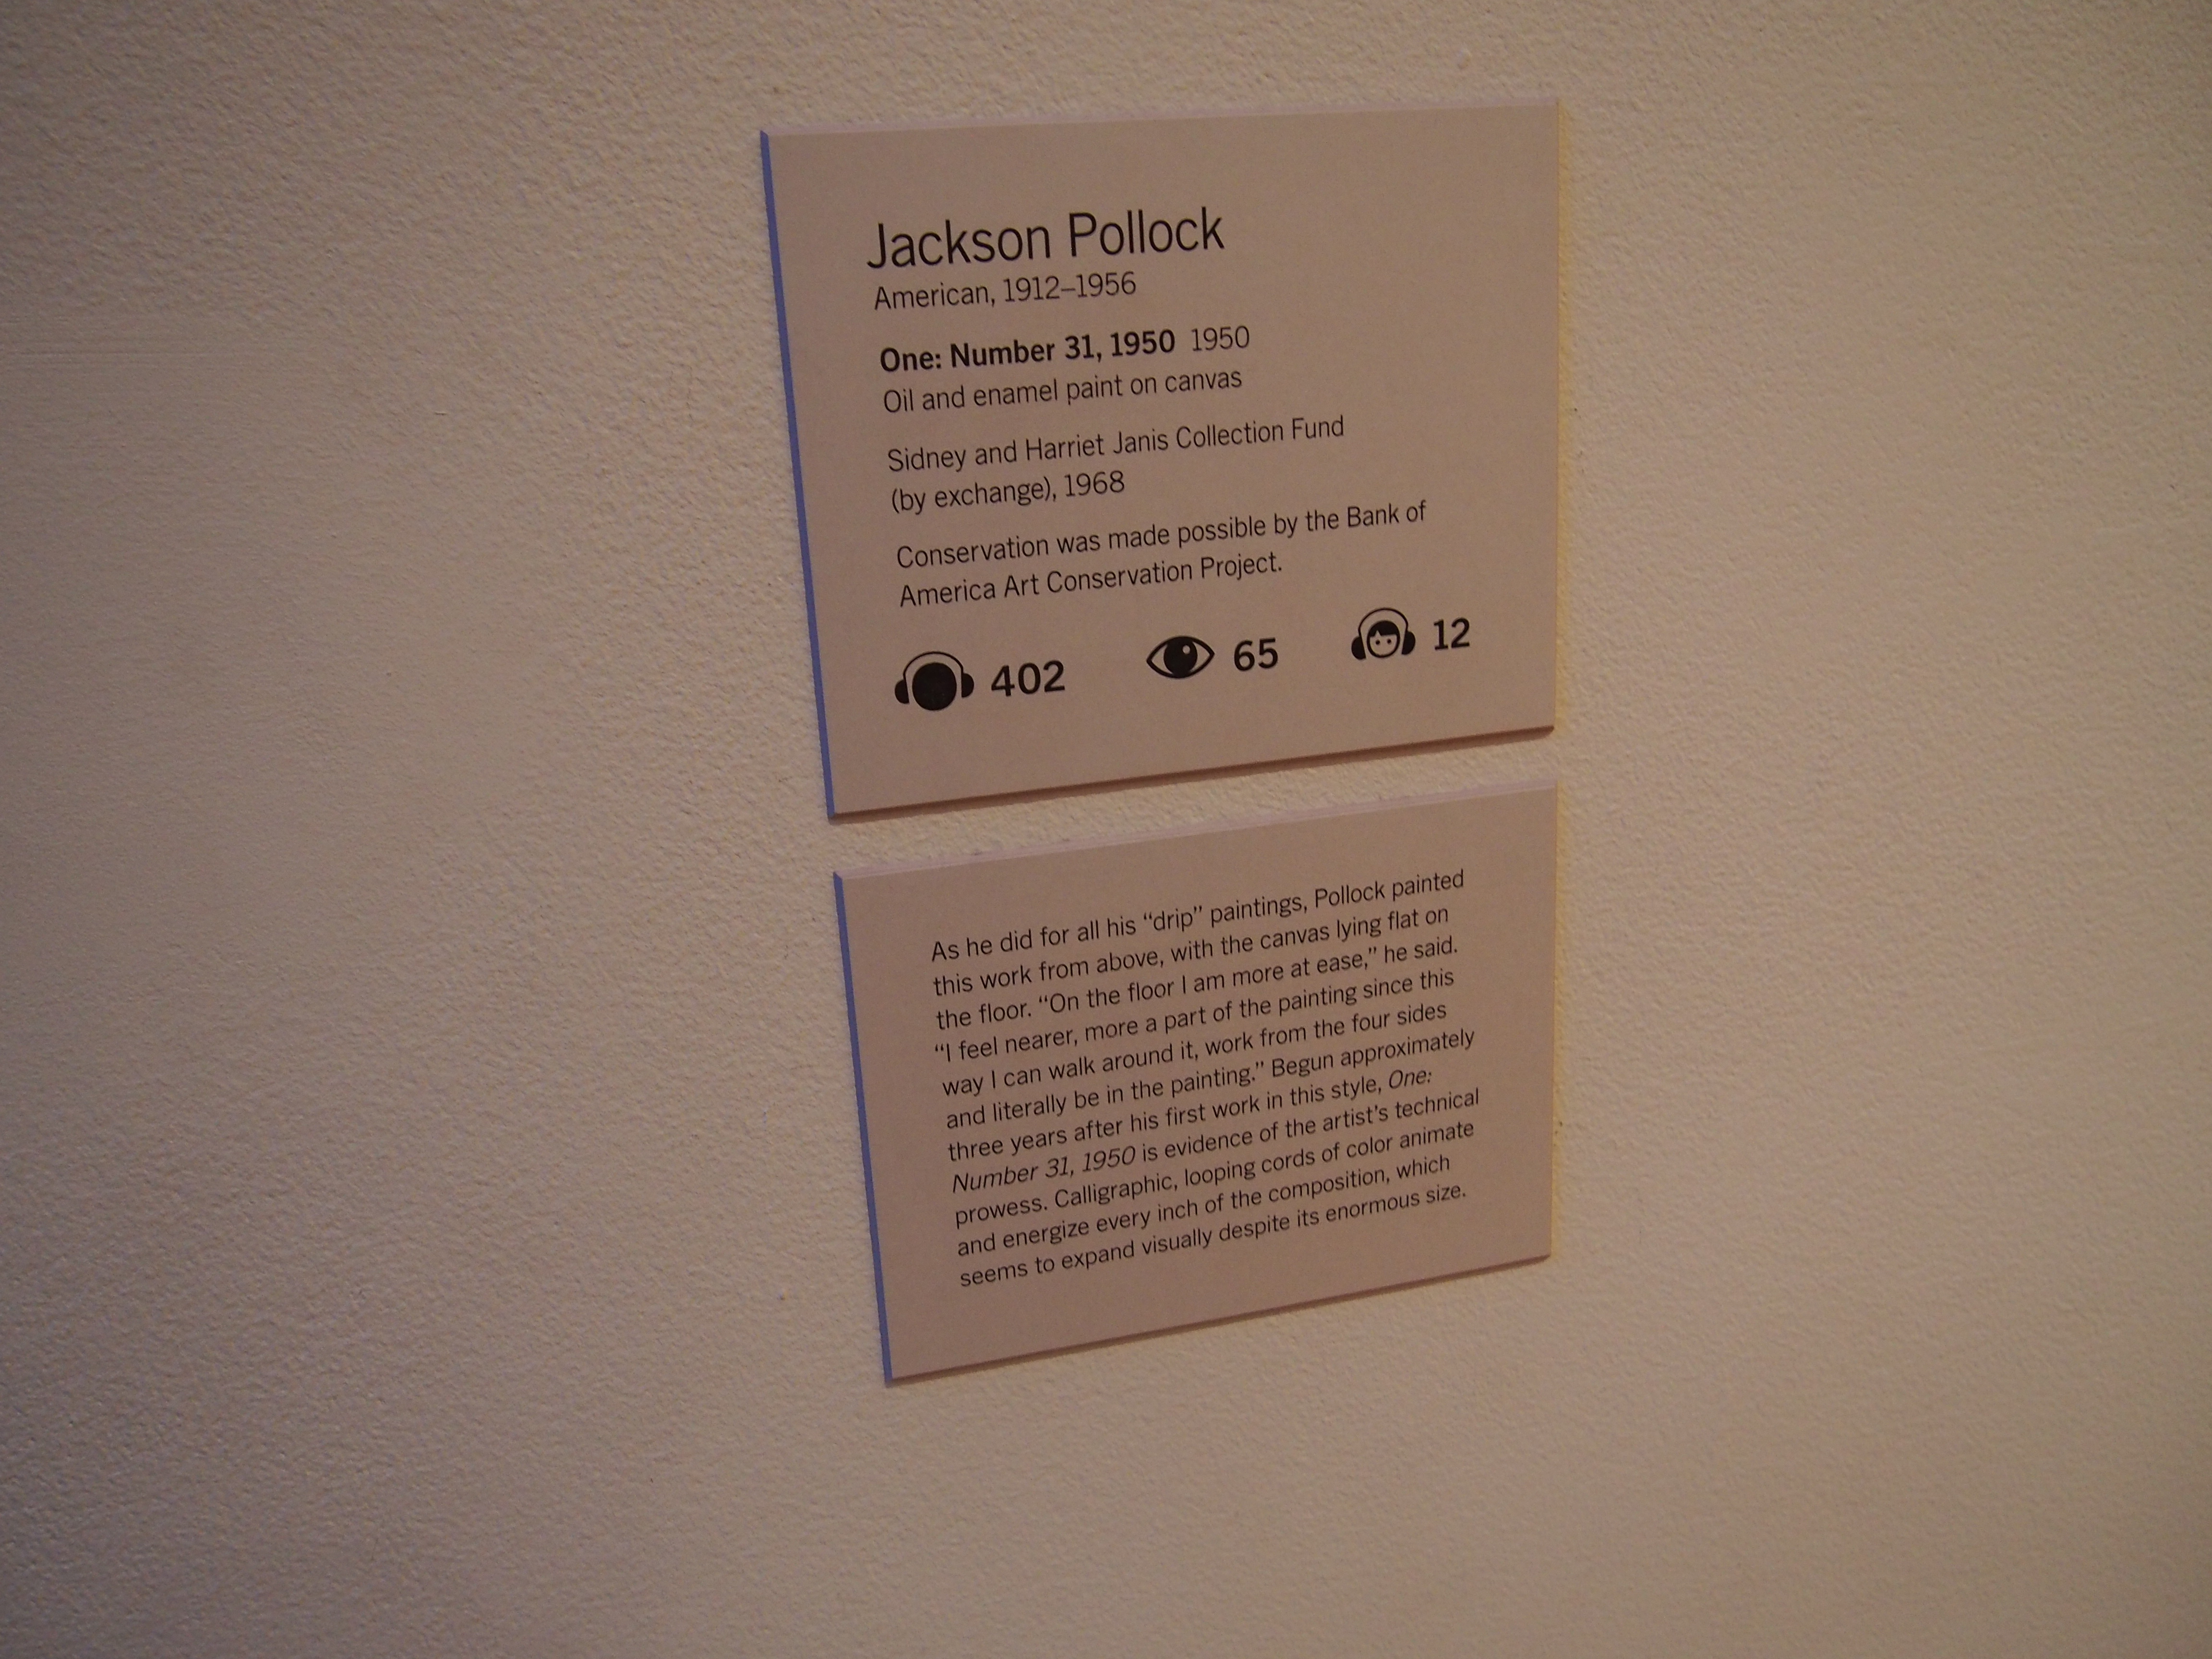 Jackson Pollock
American, 1912–1956
One: Number 31, 1950 1950
Oil and enamel paint on canvas
Sidney and Harriet Janis Collection Fund
(by exchange), 1968
Conservation was made possible by the Bank of
America Art Conservation Project.
402 65 12
As he did for all his “drip” paintings, Pollock painted
this work from above, with the canvas lying flat on
the floor. “On the floor I am more at ease,” he said.
“I feel nearer, more a part of the painting since this
way I can walk around it, work from the four sides
and literally be in the painting.” Begun approximately
three years after his first work in this style, One:
Number 31, 1950 is evidence of the artist’s technical
prowess. Calligraphic, looping cords of color animate
and energize every inch of the composition, which
seems to expand visually despite its enormous size.